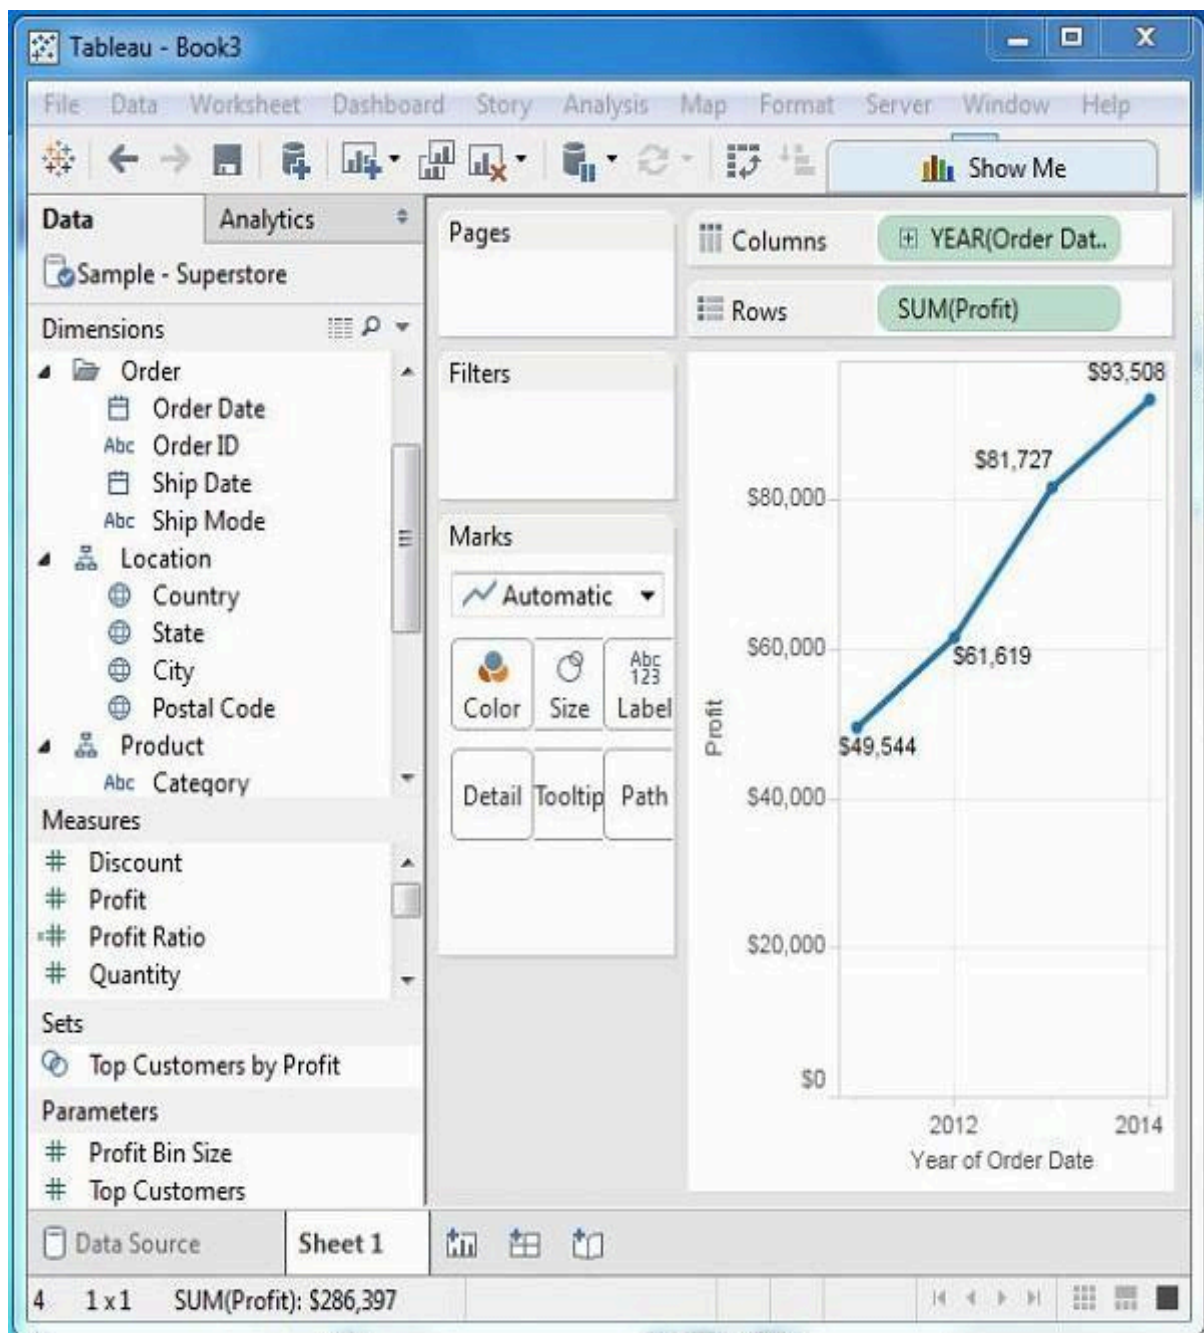 Tableau - Book3
File Data Worksheet Dashboard Story Analysis Map Format Server Window Help
Show Me
Data Analytics
Sample - Superstore
Dimensions
Order
Order Date
Abc Order ID
Ship Date
Abc Ship Mode
Location
Country
State
City
Postal Code
Product
Abc Category
Measures
# Discount
# Profit
=# Profit Ratio
# Quantity
Sets
Top Customers by Profit
Parameters
# Profit Bin Size
# Top Customers
Pages
Filters
Marks
Automatic
Abc
123
Color Size Label
Detail Tooltip Path
Columns YEAR(Order Dat..
Rows SUM(Profit)
$93,508
$81,727
$80,000
$60,000
$61,619
Profit
$49,544
$40,000
$20,000
$0
2012 2014
Year of Order Date
Data Source Sheet 1
4 1 x 1 SUM(Profit): $286,397